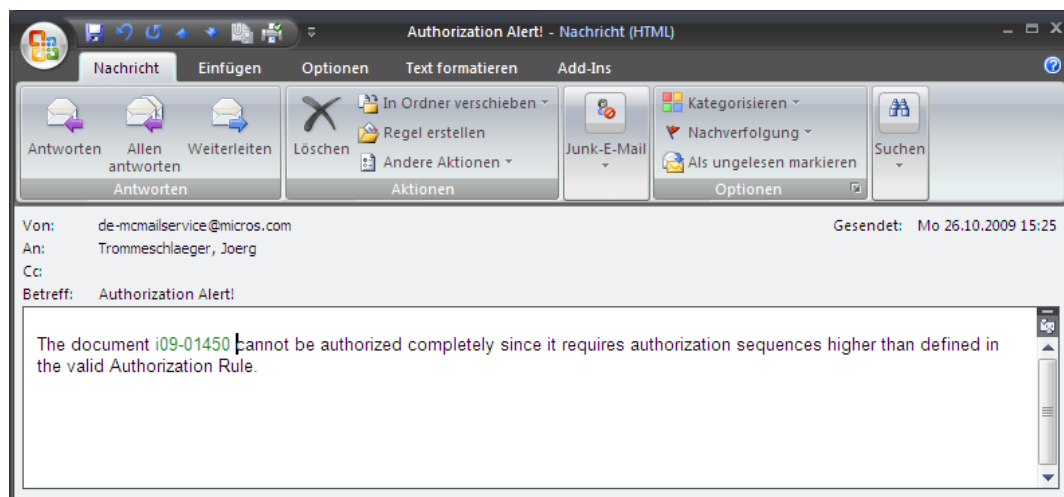 Authorization Alert! - Nachricht (HTML)
Nachricht Einfügen Optionen Text formatieren Add-Ins
Antworten
Allen antworten
Weiterleiten
Antworten
Löschen
In Ordner verschieben
Regel erstellen
Andere Aktionen
Aktionen
Junk-E-Mail
Kategorisieren
Nachverfolgung
Als ungelesen markieren
Optionen
Suchen
Von: de-mcmailservice@micros.com Gesendet: Mo 26.10.2009 15:25
An: Trommeschlaeger, Joerg
Cc:
Betreff: Authorization Alert!
The document i09-01450 cannot be authorized completely since it requires authorization sequences higher than defined in
the valid Authorization Rule.